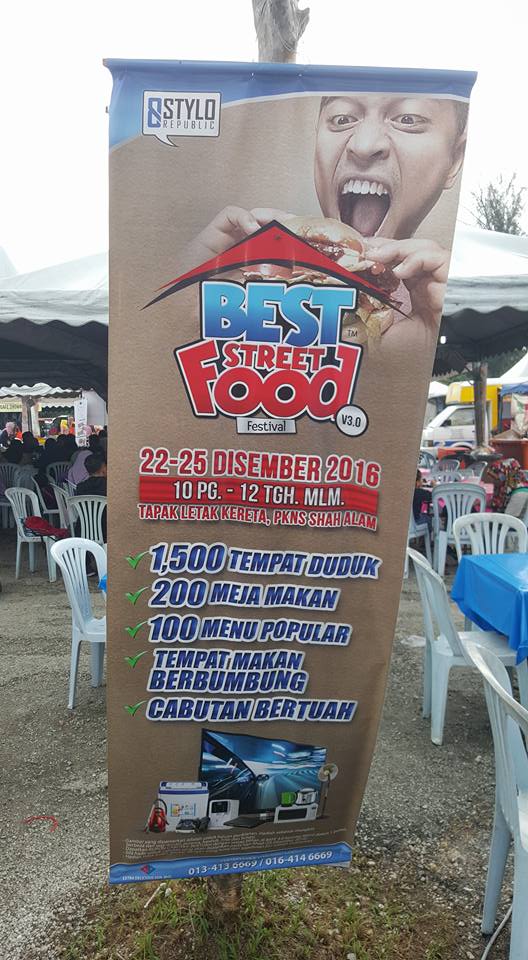 8STYLO
REPUBLIC
BEST
TM
STREET
Food
Festival
V3.0
22-25 DISEMBER 2016
10 PG. - 12 TGH. MLM.
TAPAK LETAK KERETA, PKNS SHAH ALAM
1,500 TEMPAT DUDUK
200 MEJA MAKAN
100 MENU POPULAR
TEMPAT MAKAN
BERBUMBUNG
CABUTAN BERTUAH
013-413 6669 / 016-414 6669